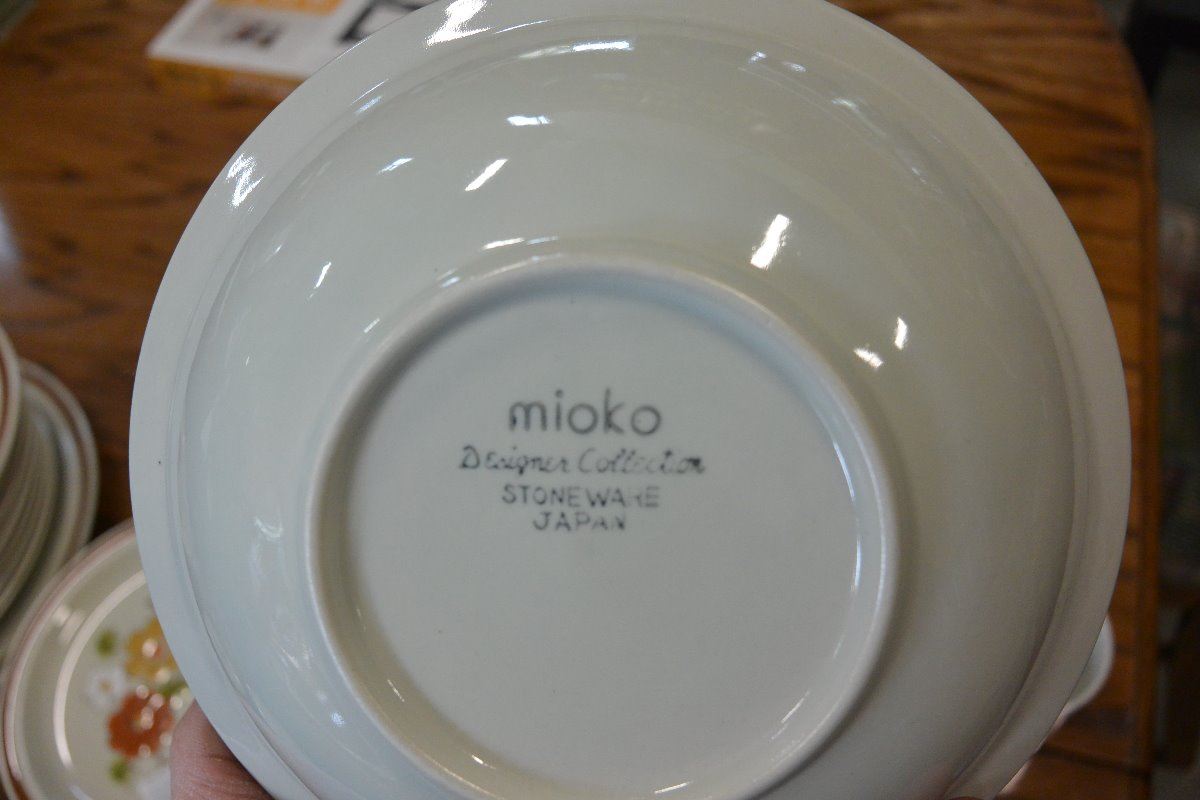 mioko
Designer Collection
STONEWARE
JAPAN